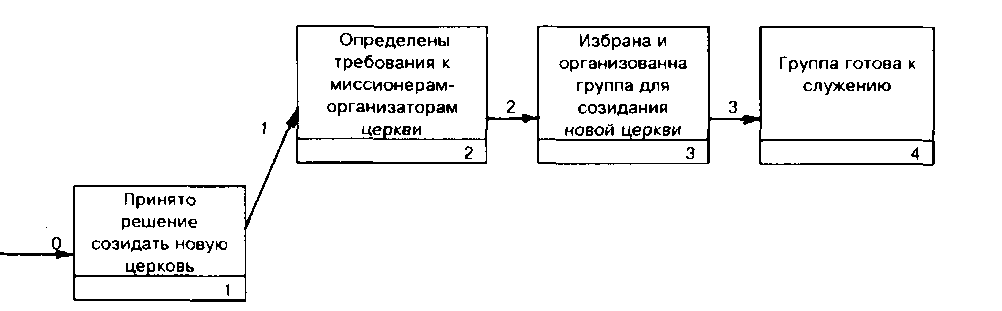 Определены
требования к
миссионерам-
организаторам
церкви
2
Избрана и
организованна
группа для
созидания
новой церкви
3
Группа готова к
служению
4
Принято
решение
созидать новую
церковь
1
0
1
2
3